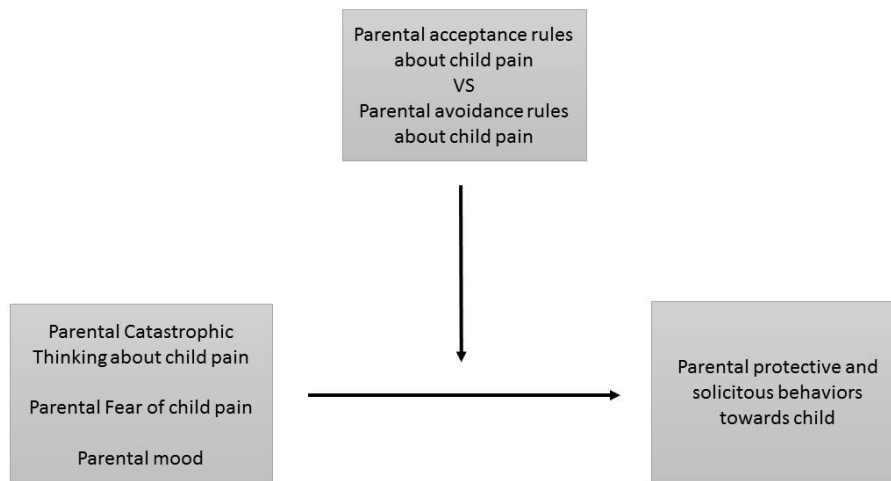 Parental acceptance rules
about child pain
VS
Parental avoidance rules
about child pain
Parental Catastrophic
Thinking about child pain
Parental Fear of child pain
Parental mood
Parental protective and
solicitous behaviors
towards child